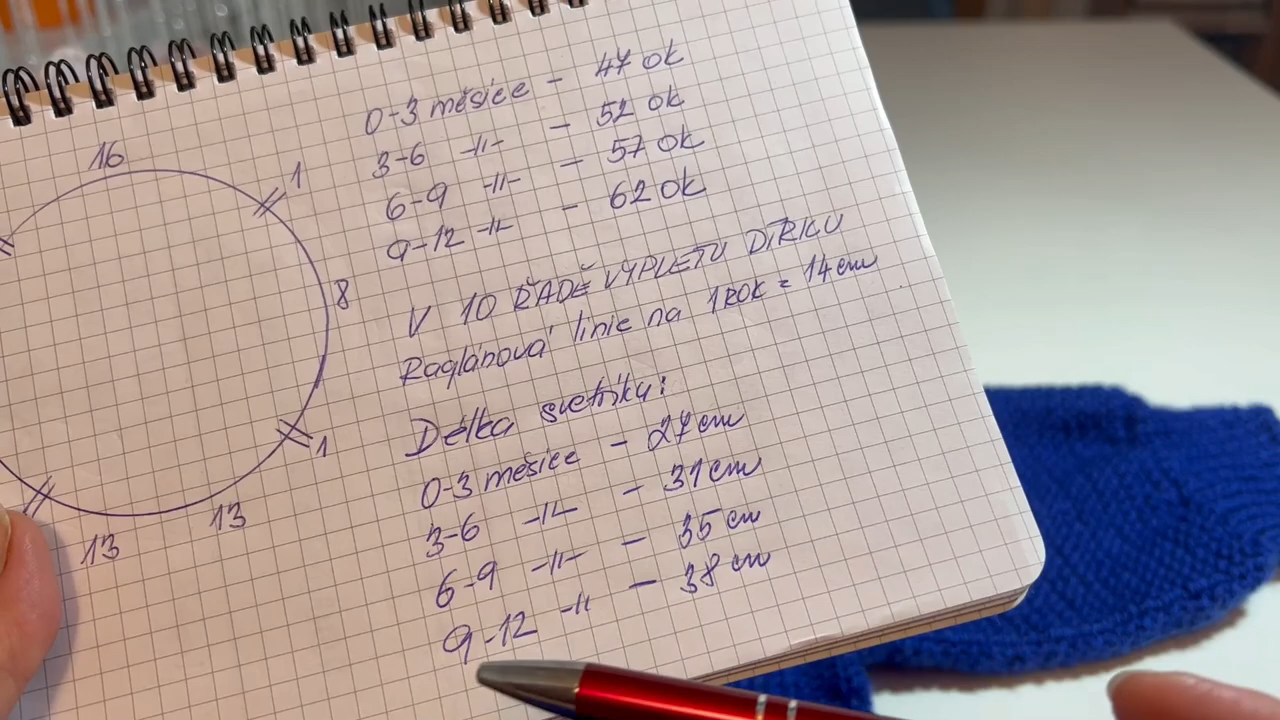 16
1
8
1
13
13
0-3 měsíce - 47 ok
3-6 -||- - 52 ok
6-9 -||- - 57 ok
9-12 -||- - 62 ok
V 10 ŘADĚ VYPLETU DÍRKU
Raglánová linie na 1 ROK = 14 cm
Délka svetríku:
0-3 měsíce - 27 cm
3-6 -||- - 31 cm
6-9 -||- - 35 cm
9-12 -||- - 38 cm